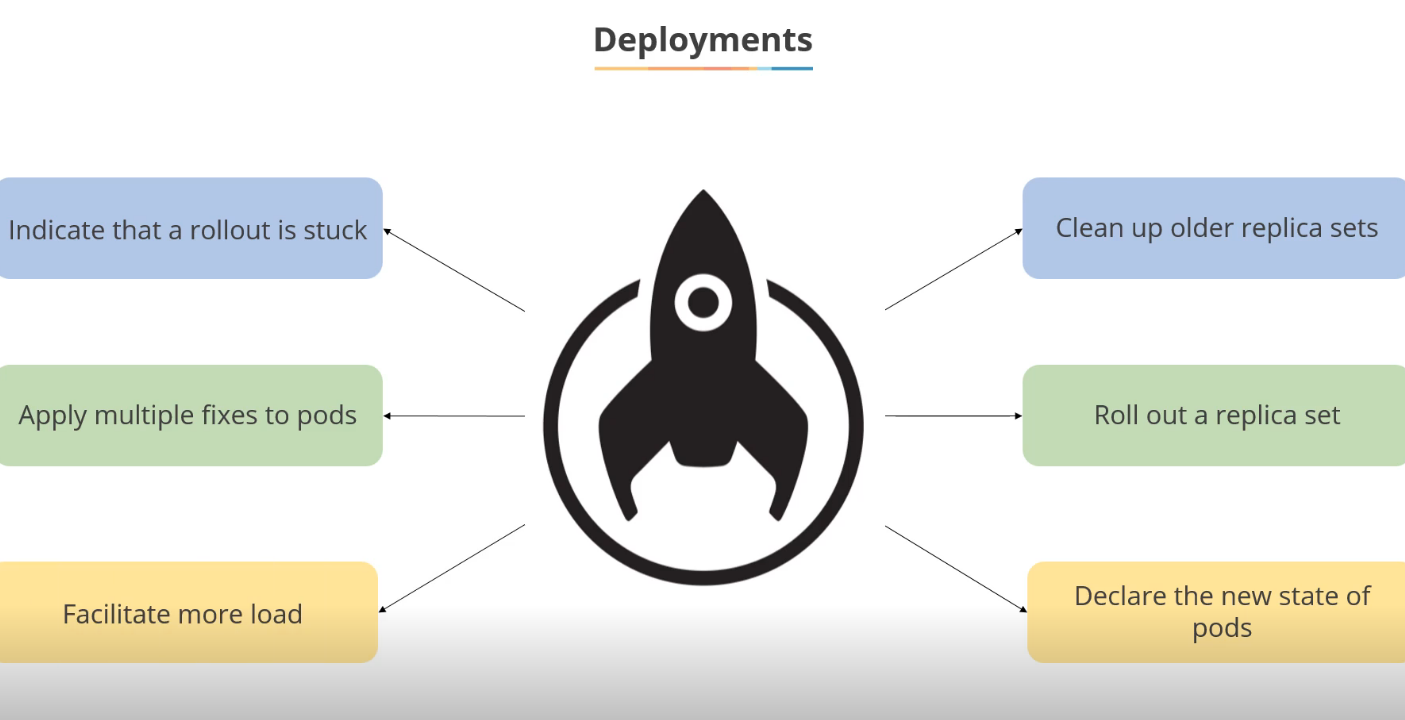 Deployments
Indicate that a rollout is stuck
Clean up older replica sets
Apply multiple fixes to pods
Roll out a replica set
Facilitate more load
Declare the new state of
pods